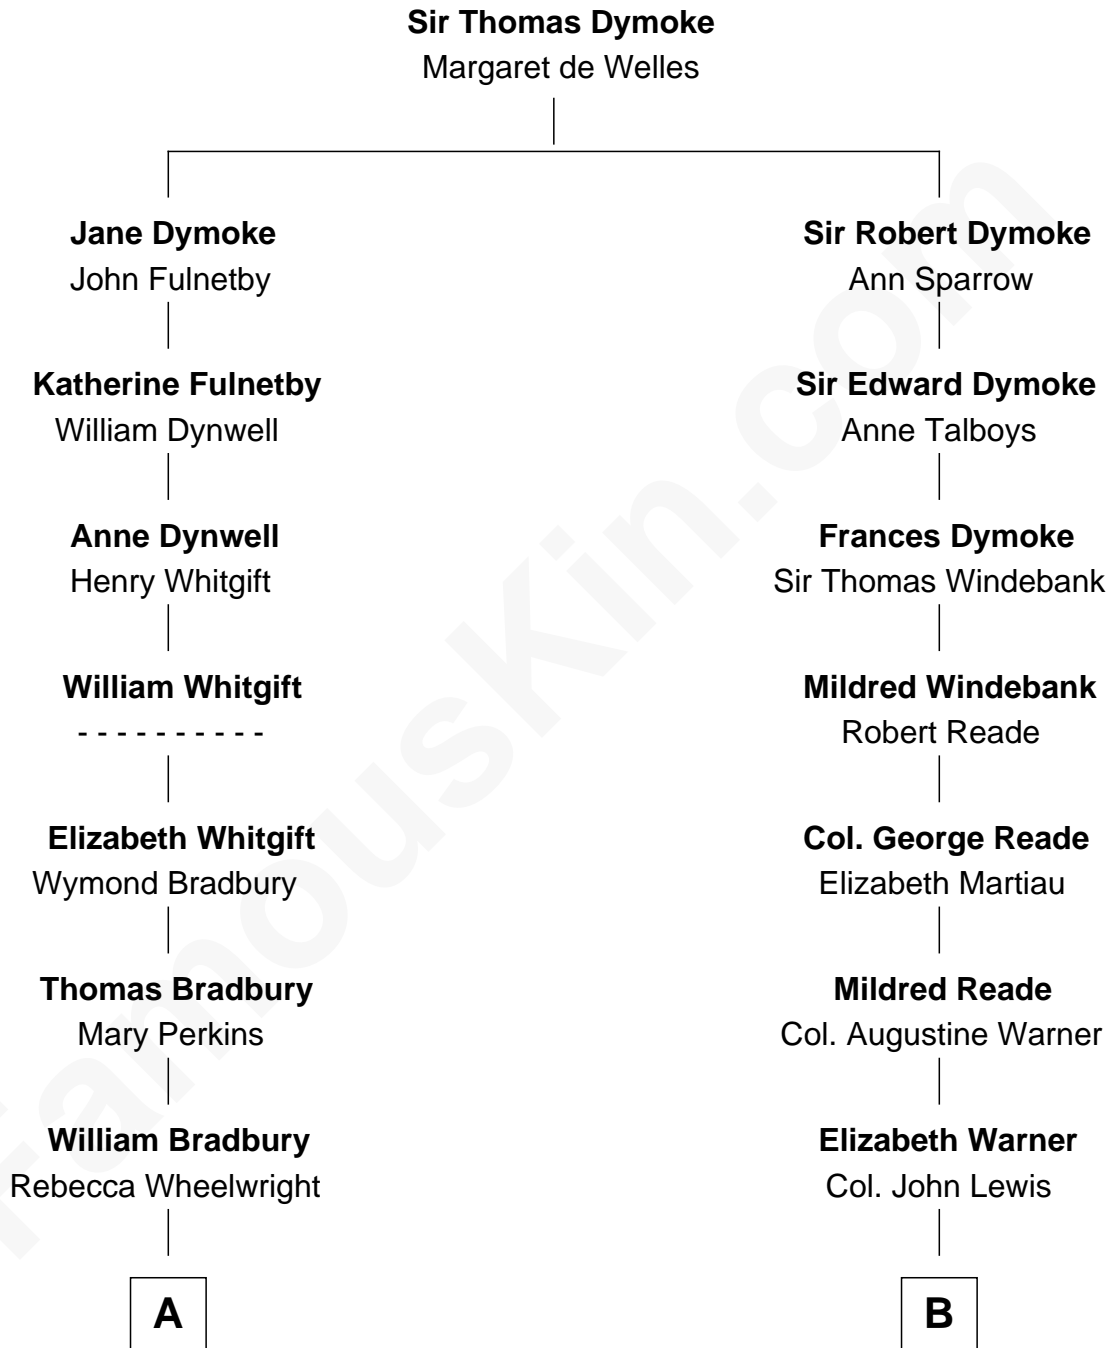 Sir Thomas Dymoke
Margaret de Welles
Jane Dymoke
John Fulnetby
Katherine Fulnetby
William Dynwell
Anne Dynwell
Henry Whitgift
William Whitgift
- - - - - - - - - -
Elizabeth Whitgift
Wymond Bradbury
Thomas Bradbury
Mary Perkins
William Bradbury
Rebecca Wheelwright
A
Sir Robert Dymoke
Ann Sparrow
Sir Edward Dymoke
Anne Talboys
Frances Dymoke
Sir Thomas Windebank
Mildred Windebank
Robert Reade
Col. George Reade
Elizabeth Martiau
Mildred Reade
Col. Augustine Warner
Elizabeth Warner
Col. John Lewis
B
FamousKin.com